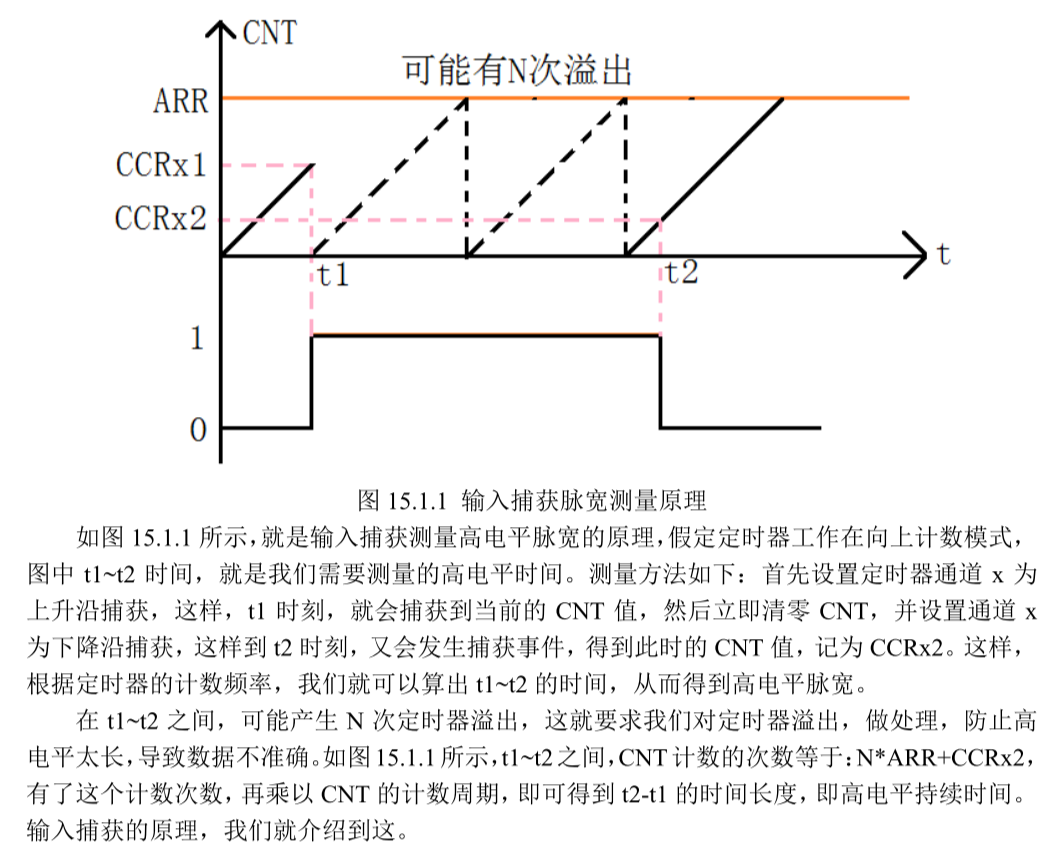 CNT
可能有N次溢出
ARR
CCRx1
CCRx2
t
t1
t2
1
0
图 15.1.1 输入捕获脉宽测量原理
如图 15.1.1 所示，就是输入捕获测量高电平脉宽的原理，假定定时器工作在向上计数模式，
图中 t1~t2 时间，就是我们需要测量的高电平时间。测量方法如下：首先设置定时器通道 x 为
上升沿捕获，这样，t1 时刻，就会捕获到当前的 CNT 值，然后立即清零 CNT，并设置通道 x
为下降沿捕获，这样到 t2 时刻，又会发生捕获事件，得到此时的 CNT 值，记为 CCRx2。这样，
根据定时器的计数频率，我们就可以算出 t1~t2 的时间，从而得到高电平脉宽。
在 t1~t2 之间，可能产生 N 次定时器溢出，这就要求我们对定时器溢出，做处理，防止高
电平太长，导致数据不准确。如图 15.1.1 所示，t1~t2 之间，CNT 计数的次数等于：N*ARR+CCRx2，
有了这个计数次数，再乘以 CNT 的计数周期，即可得到 t2-t1 的时间长度，即高电平持续时间。
输入捕获的原理，我们就介绍到这。